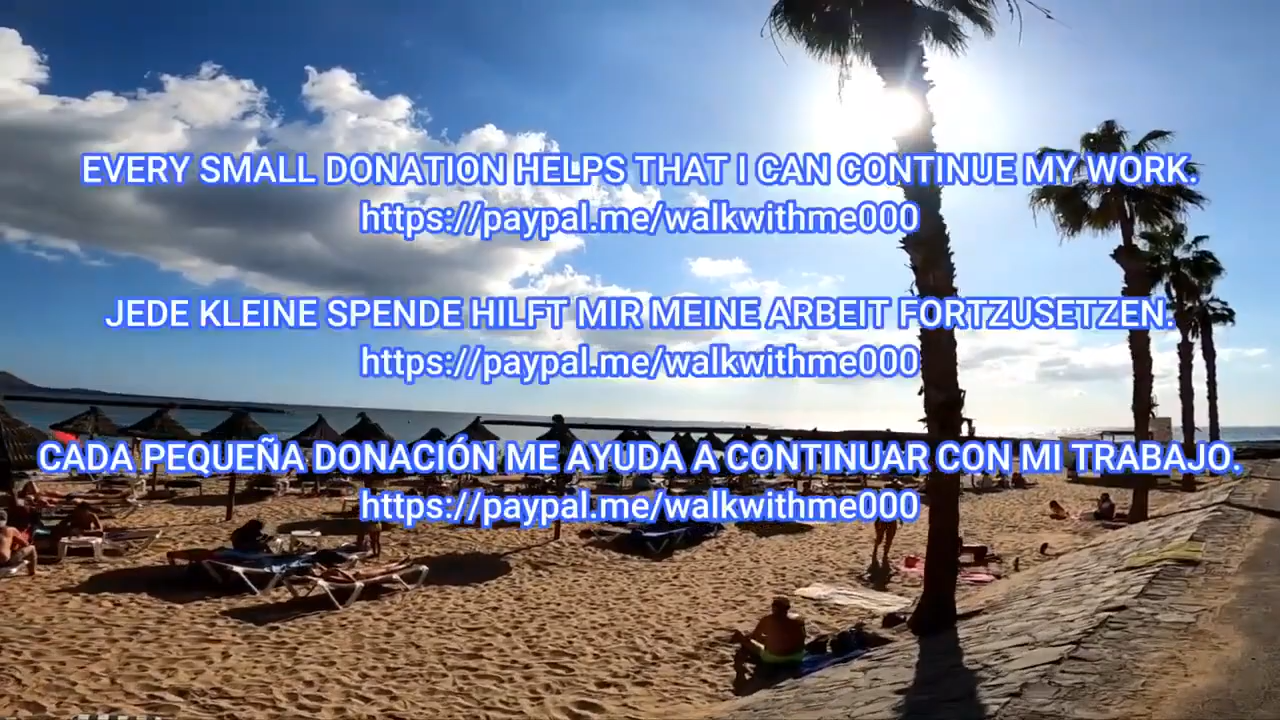 EVERY SMALL DONATION HELPS THAT I CAN CONTINUE MY WORK.
https://paypal.me/walkwithme000
JEDE KLEINE SPENDE HILFT MIR MEINE ARBEIT FORTZUSETZEN.
https://paypal.me/walkwithme000
CADA PEQUEÑA DONACIÓN ME AYUDA A CONTINUAR CON MI TRABAJO.
https://paypal.me/walkwithme000